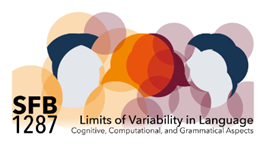 SFB
1287
Limits of Variability in Language
Cognitive, Computational, and Grammatical Aspects